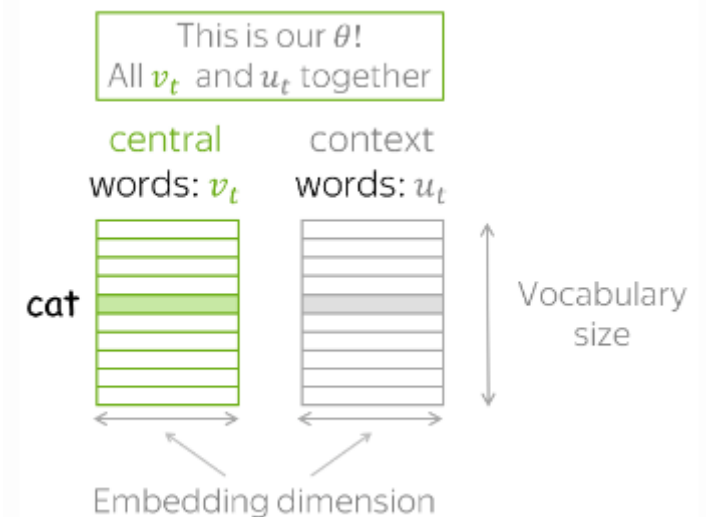 This is our θ!
All vₜ and uₜ together
central
words: vₜ
context
words: uₜ
cat
Vocabulary
size
Embedding dimension